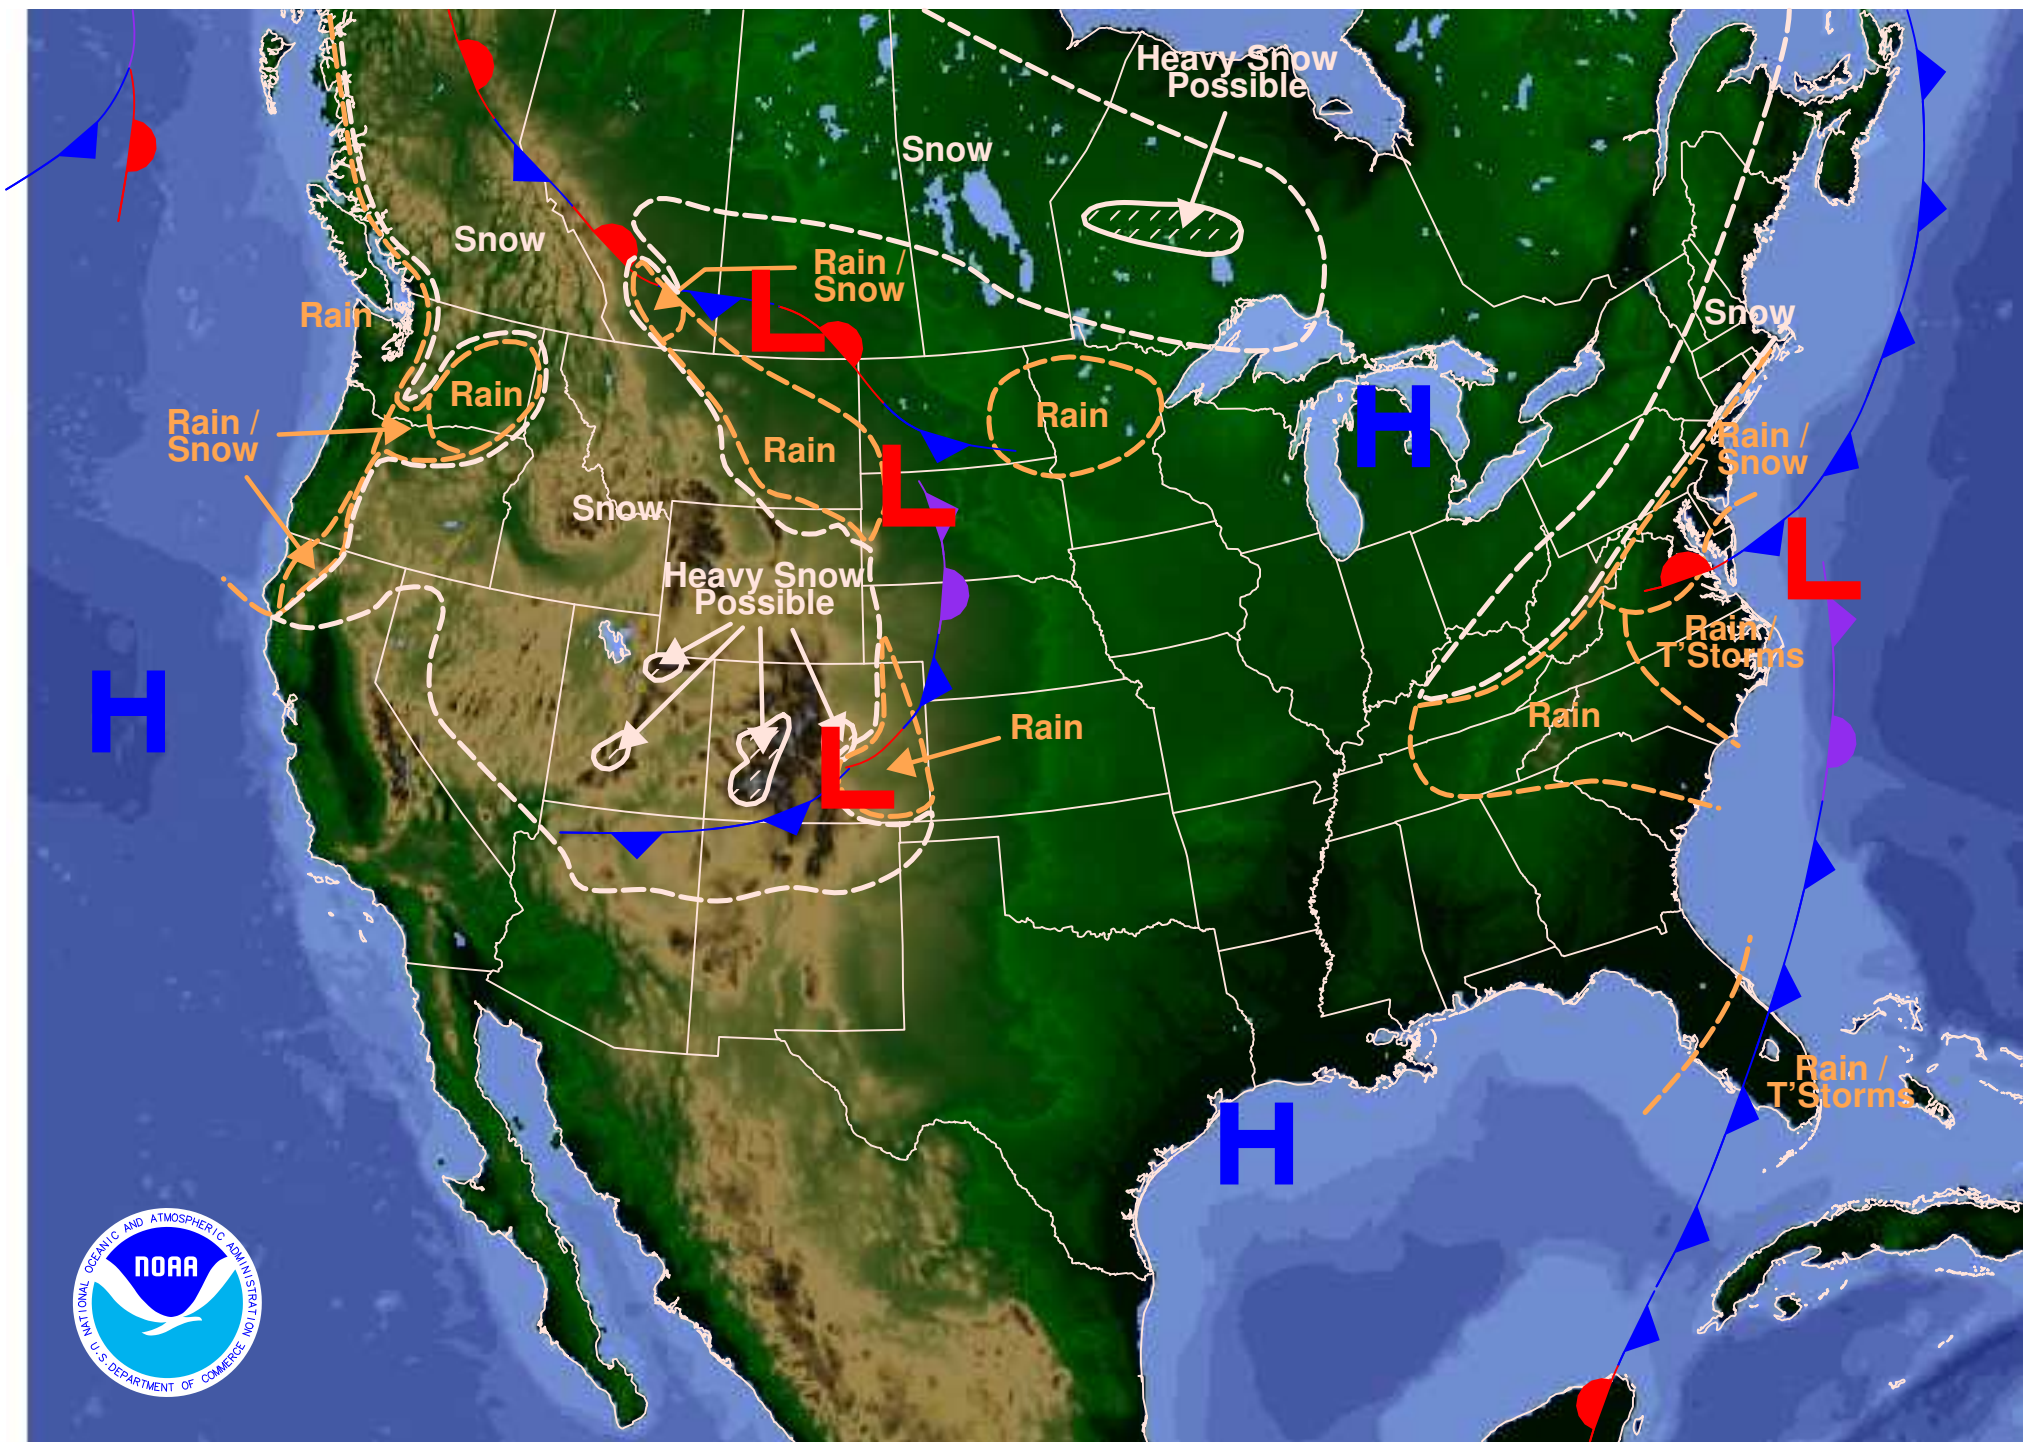 Heavy Snow
Possible
Snow
Snow
Rain /
Snow
Rain
Snow
Rain
Rain /
Snow
Rain
Rain
Rain /
Snow
Snow
Heavy Snow
Possible
Rain /
T'Storms
Rain
Rain
Rain /
T'Storms
H
H
H
L
L
L
L
NATIONAL OCEANIC AND ATMOSPHERIC ADMINISTRATION
NOAA
U.S. DEPARTMENT OF COMMERCE